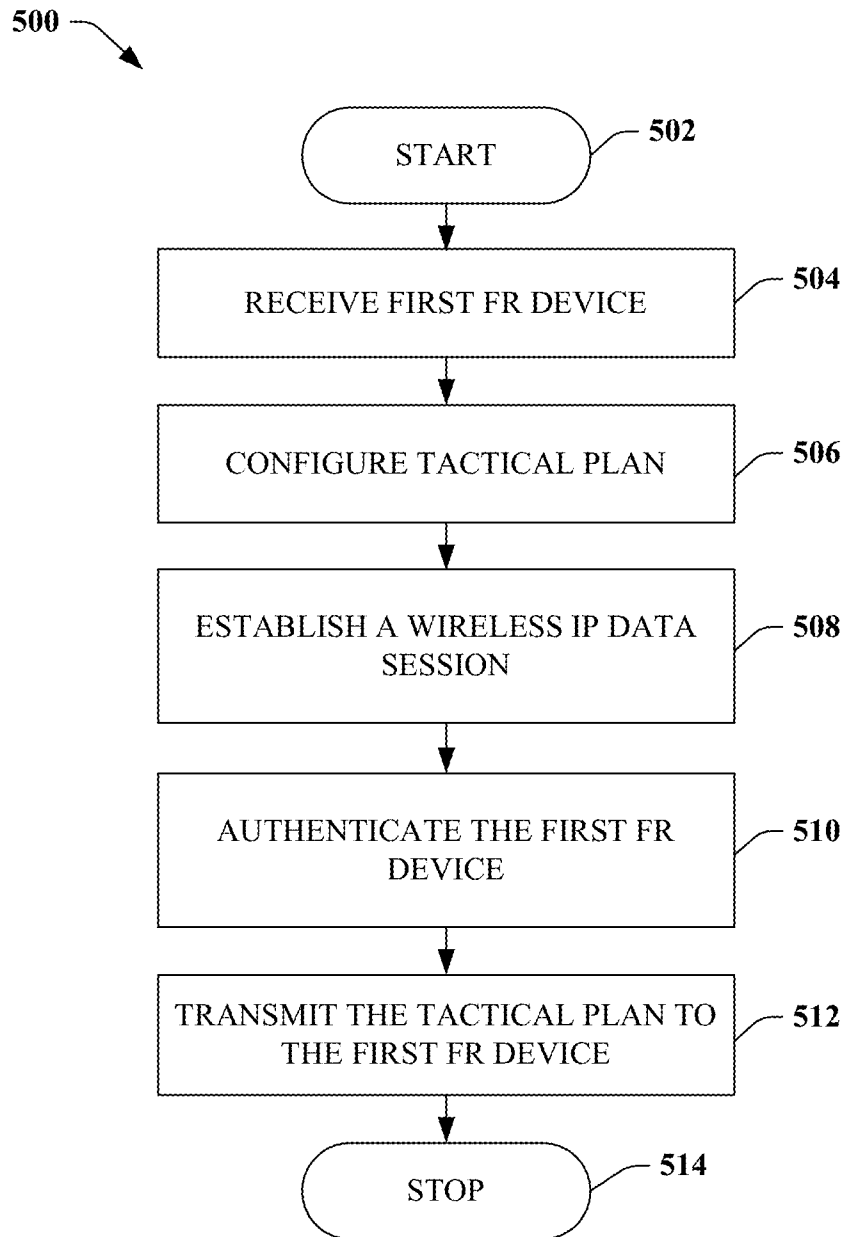 500
START
502
RECEIVE FIRST FR DEVICE
504
CONFIGURE TACTICAL PLAN
506
ESTABLISH A WIRELESS IP DATA
SESSION
508
AUTHENTICATE THE FIRST FR
DEVICE
510
TRANSMIT THE TACTICAL PLAN TO
THE FIRST FR DEVICE
512
STOP
514